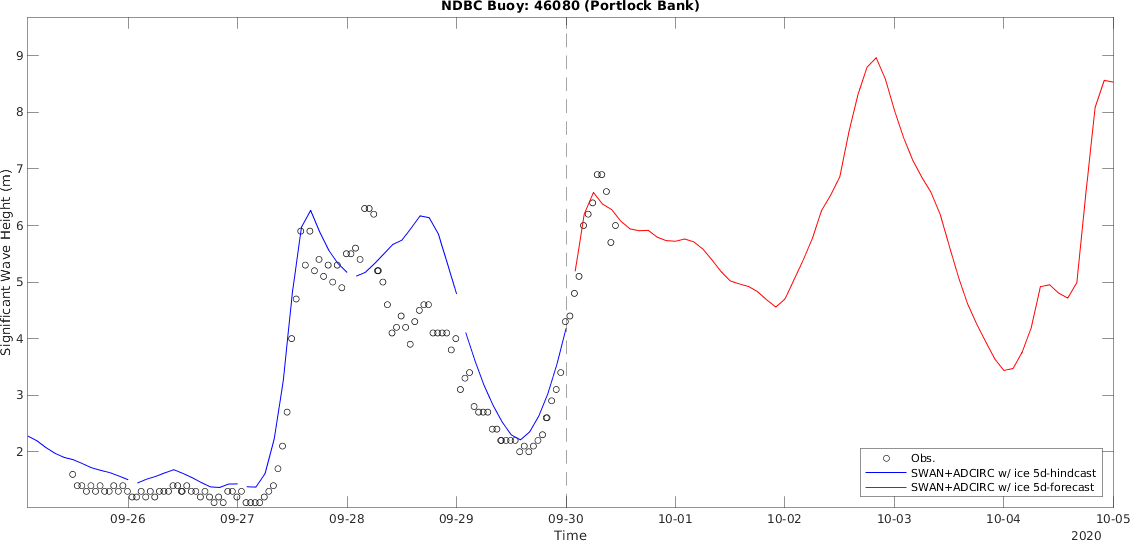 NDBC Buoy: 46080 (Portlock Bank)
Significant Wave Height (m)
9
8
7
6
5
4
3
2
Obs.
SWAN+ADCIRC w/ ice 5d-hindcast
SWAN+ADCIRC w/ ice 5d-forecast
09-26 09-27 09-28 09-29 09-30 10-01 10-02 10-03 10-04 10-05
Time
2020